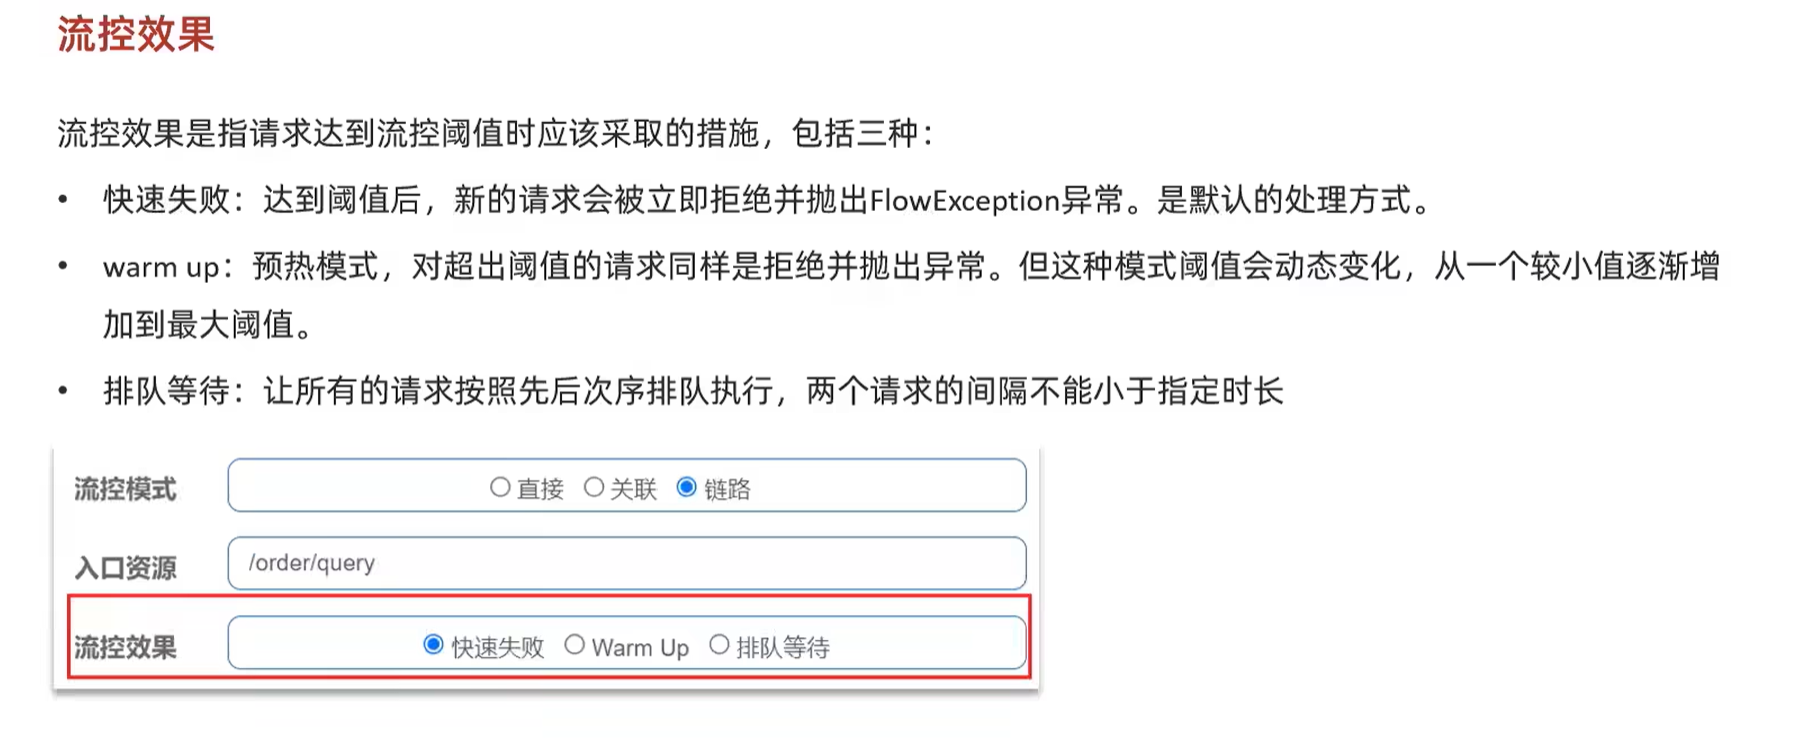 流控效果
流控效果是指请求达到流控阈值时应该采取的措施，包括三种：
• 快速失败：达到阈值后，新的请求会被立即拒绝并抛出FlowException异常。是默认的处理方式。
• warm up：预热模式，对超出阈值的请求同样是拒绝并抛出异常。但这种模式阈值会动态变化，从一个较小值逐渐增
加到最大阈值。
• 排队等待：让所有的请求按照先后次序排队执行，两个请求的间隔不能小于指定时长
流控模式 直接 关联 链路
入口资源 /order/query
流控效果 快速失败 Warm Up 排队等待